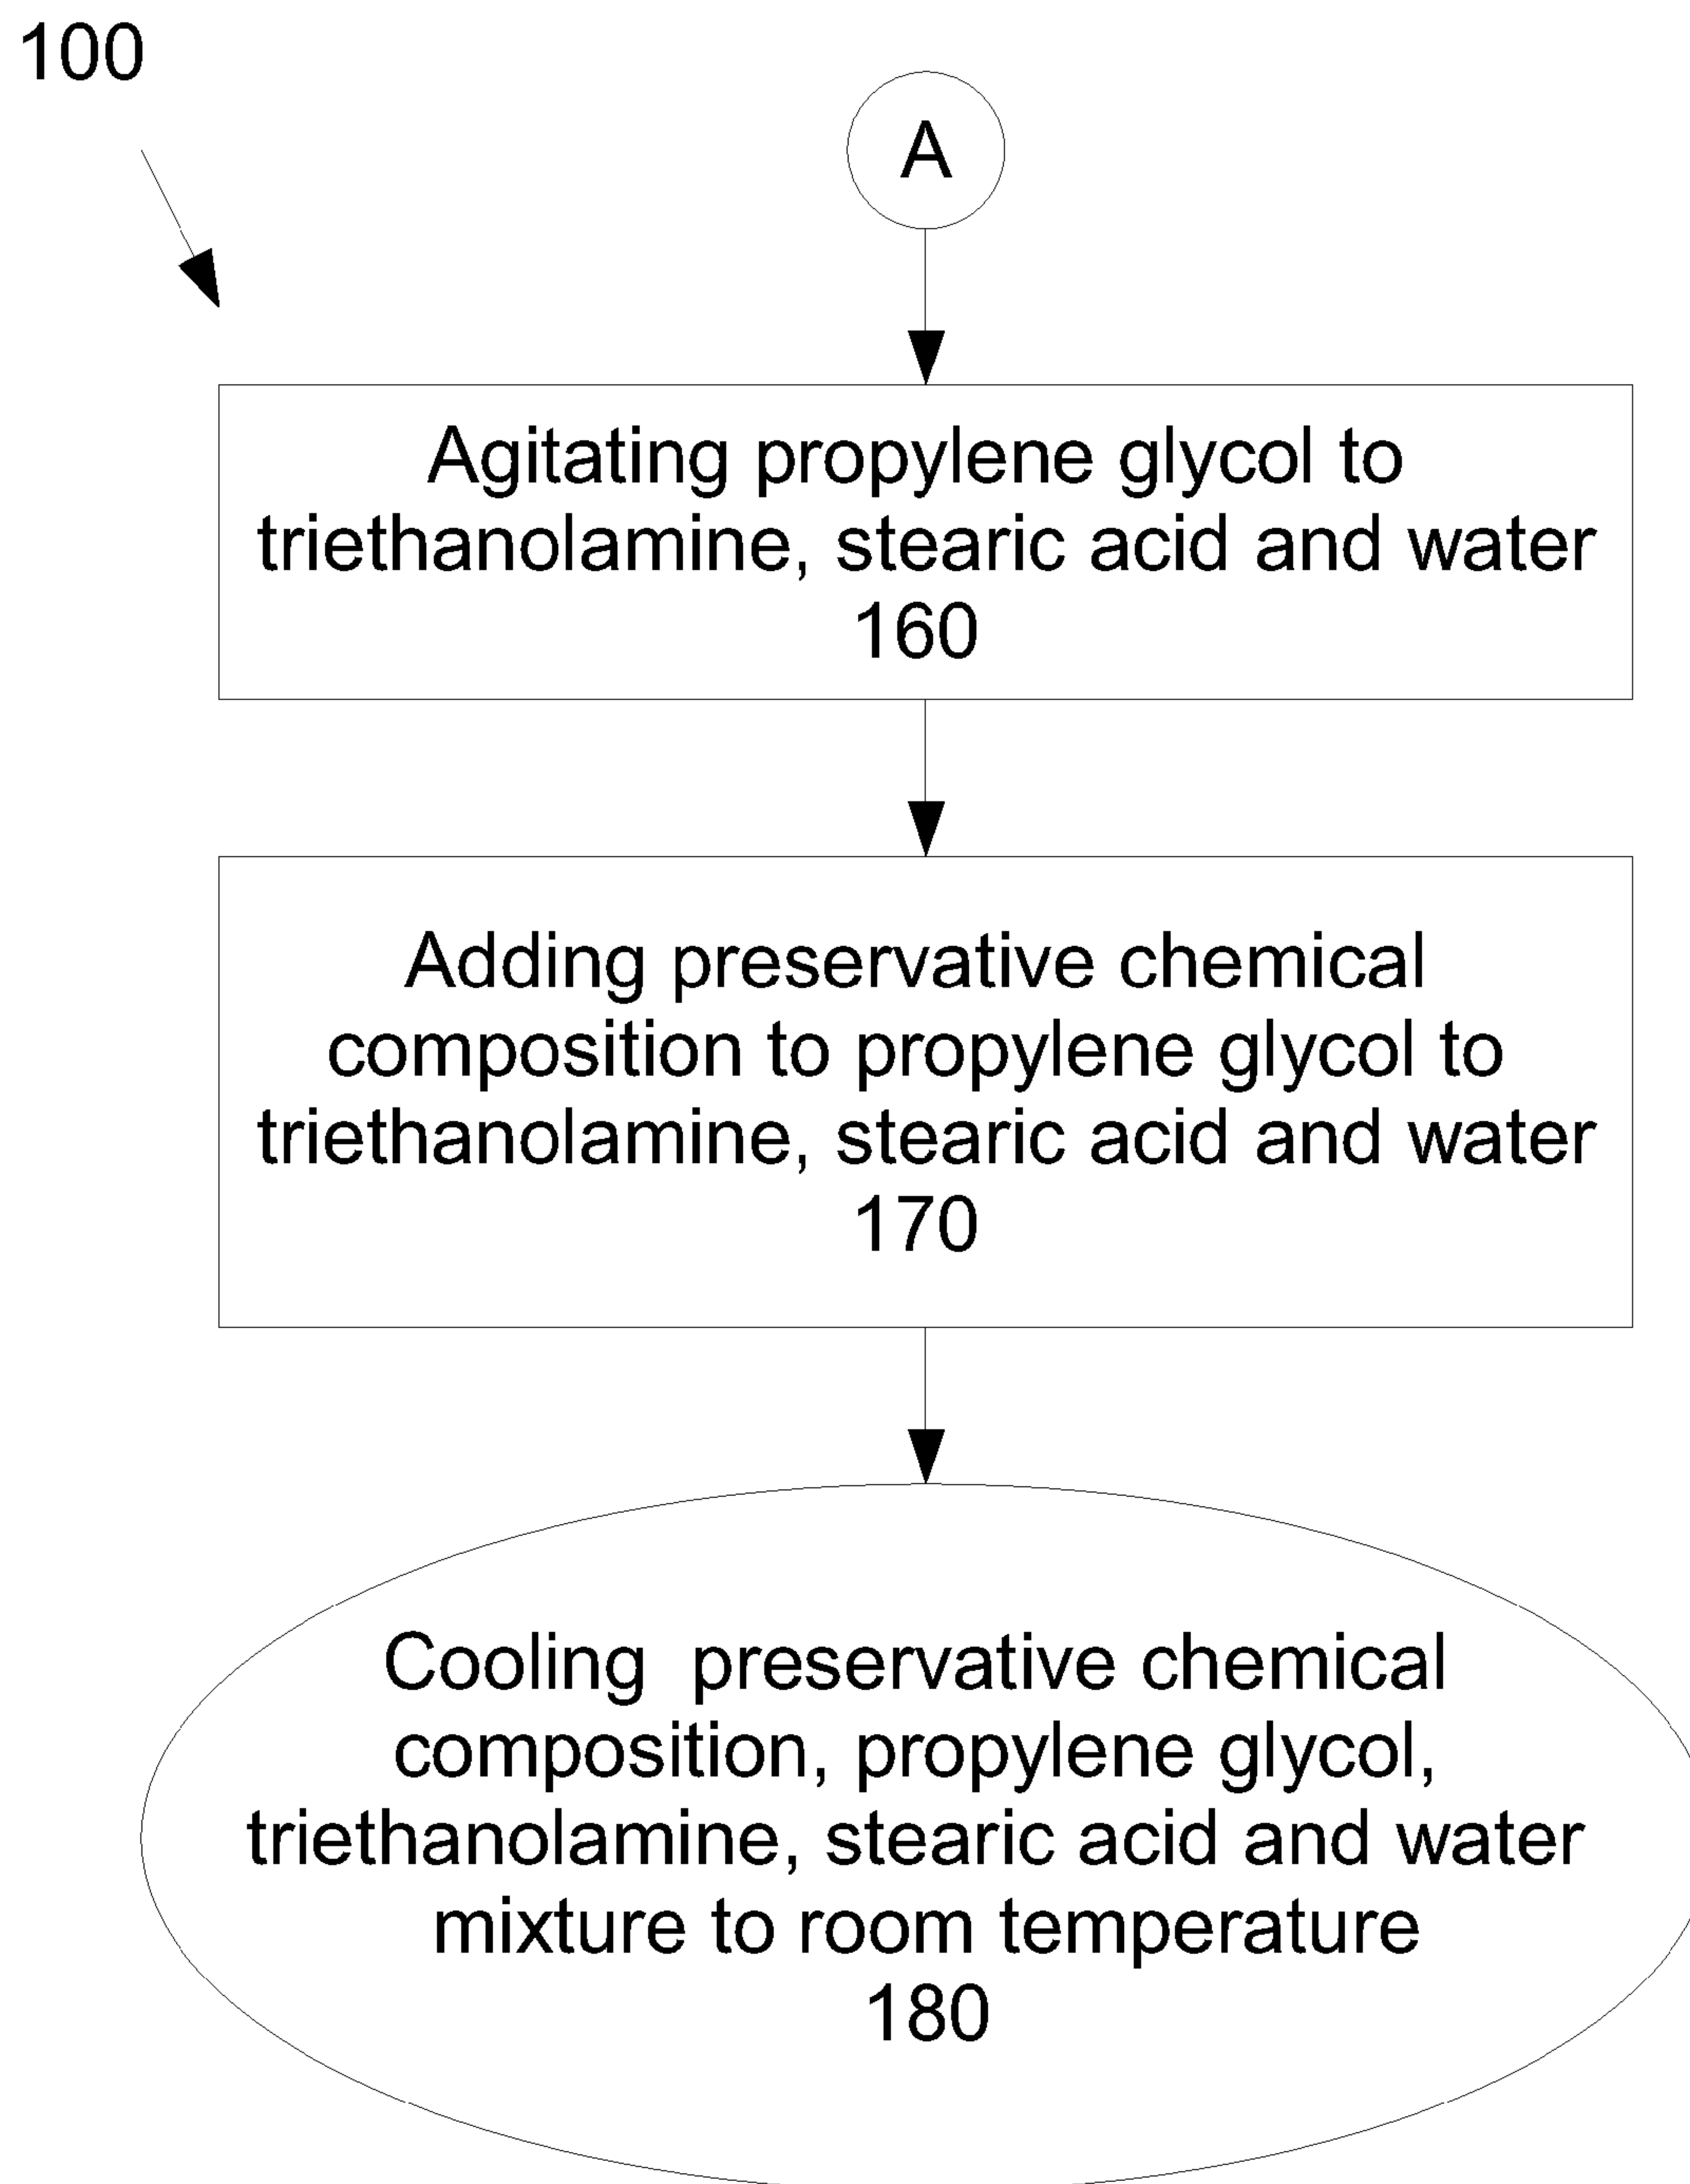 100
A
Agitating propylene glycol to
triethanolamine, stearic acid and water
160
Adding preservative chemical
composition to propylene glycol to
triethanolamine, stearic acid and water
170
Cooling  preservative chemical
composition, propylene glycol,
triethanolamine, stearic acid and water
mixture to room temperature
180